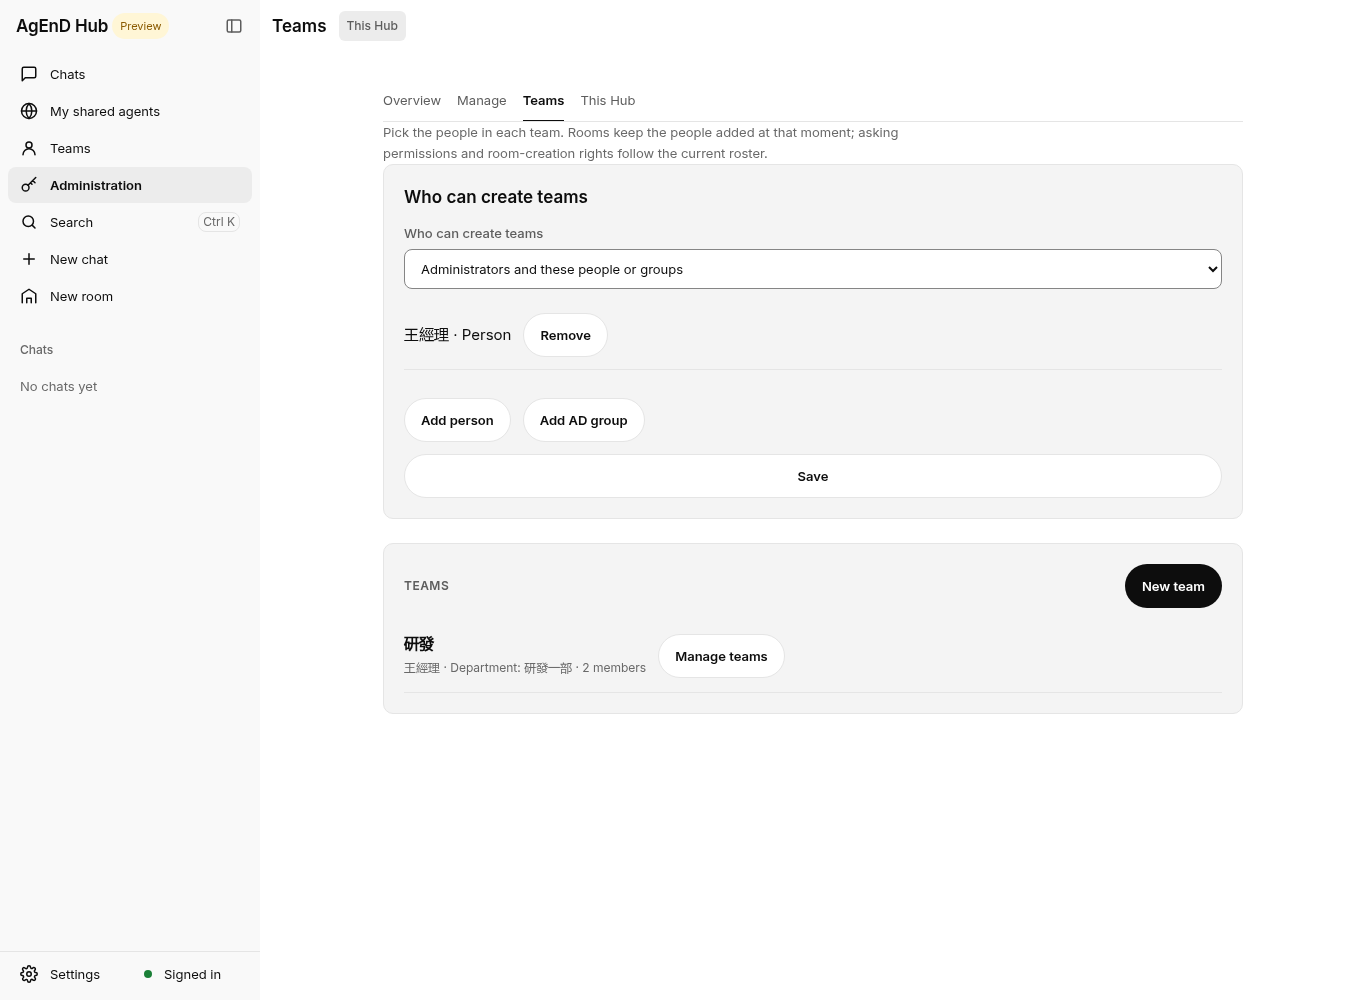 AgEnD Hub Preview
Chats
My shared agents
Teams
Administration
Search Ctrl K
New chat
New room
Chats
No chats yet
Settings
Signed in
Teams This Hub
Overview Manage Teams This Hub
Pick the people in each team. Rooms keep the people added at that moment; asking
permissions and room-creation rights follow the current roster.
Who can create teams
Who can create teams
Administrators and these people or groups
王經理 · Person Remove
Add person Add AD group
Save
TEAMS New team
研發
王經理 · Department: 研發一部 · 2 members
Manage teams